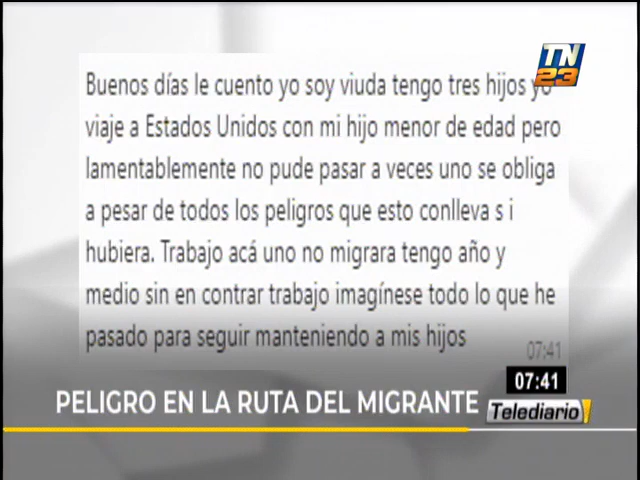 TN
23
Buenos días le cuento yo soy viuda tengo tres hijos yo
viaje a Estados Unidos con mi hijo menor de edad pero
lamentablemente no pude pasar a veces uno se obliga
a pesar de todos los peligros que esto conlleva s i
hubiera. Trabajo acá uno no migrara tengo año y
medio sin en contrar trabajo imagínese todo lo que he
pasado para seguir manteniendo a mis hijos
07:41
07:41
PELIGRO EN LA RUTA DEL MIGRANTE
Telediario